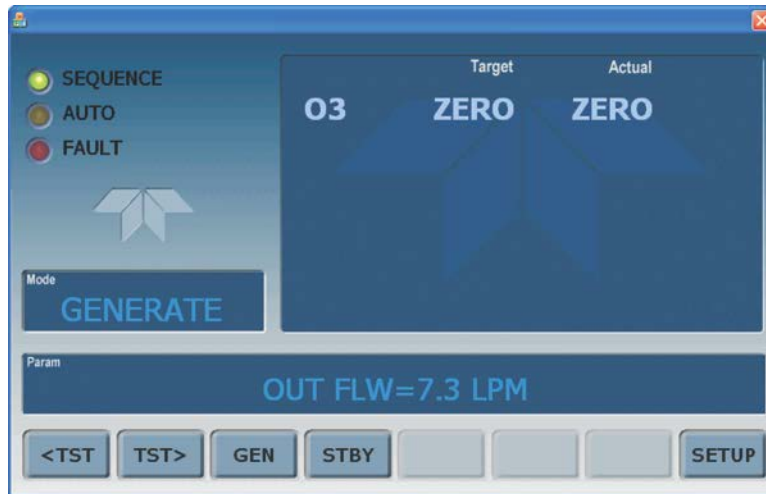 SEQUENCE
AUTO
FAULT
Target Actual
O3 ZERO ZERO
Mode
GENERATE
Param
OUT FLW=7.3 LPM
<TST TST> GEN STBY SETUP